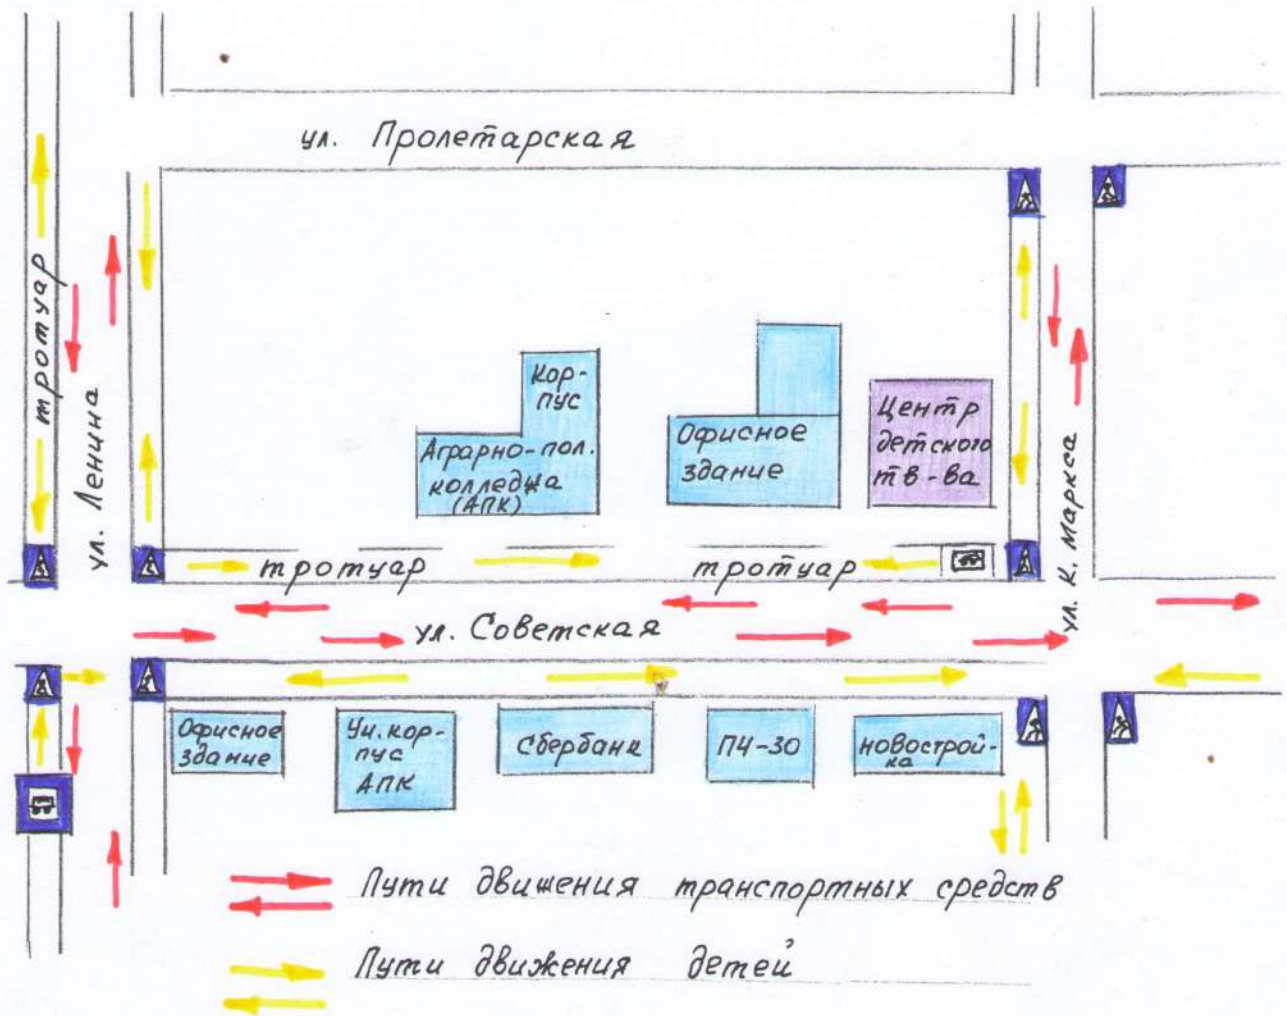 ул. Пролетарская
тротуар
ул. Ленина
Кор-
пус
Аграрно-пол.
колледжа
(АПК)
Офисное
здание
Центр
детского
тв-ва
ул. К. Маркса
тротуар
тротуар
ул. Советская
Офисное
здание
Уч. кор-
пус
АПК
Сбербанк
ПЧ-30
новострой-
ка
Пути движения транспортных средств
Пути движения детей